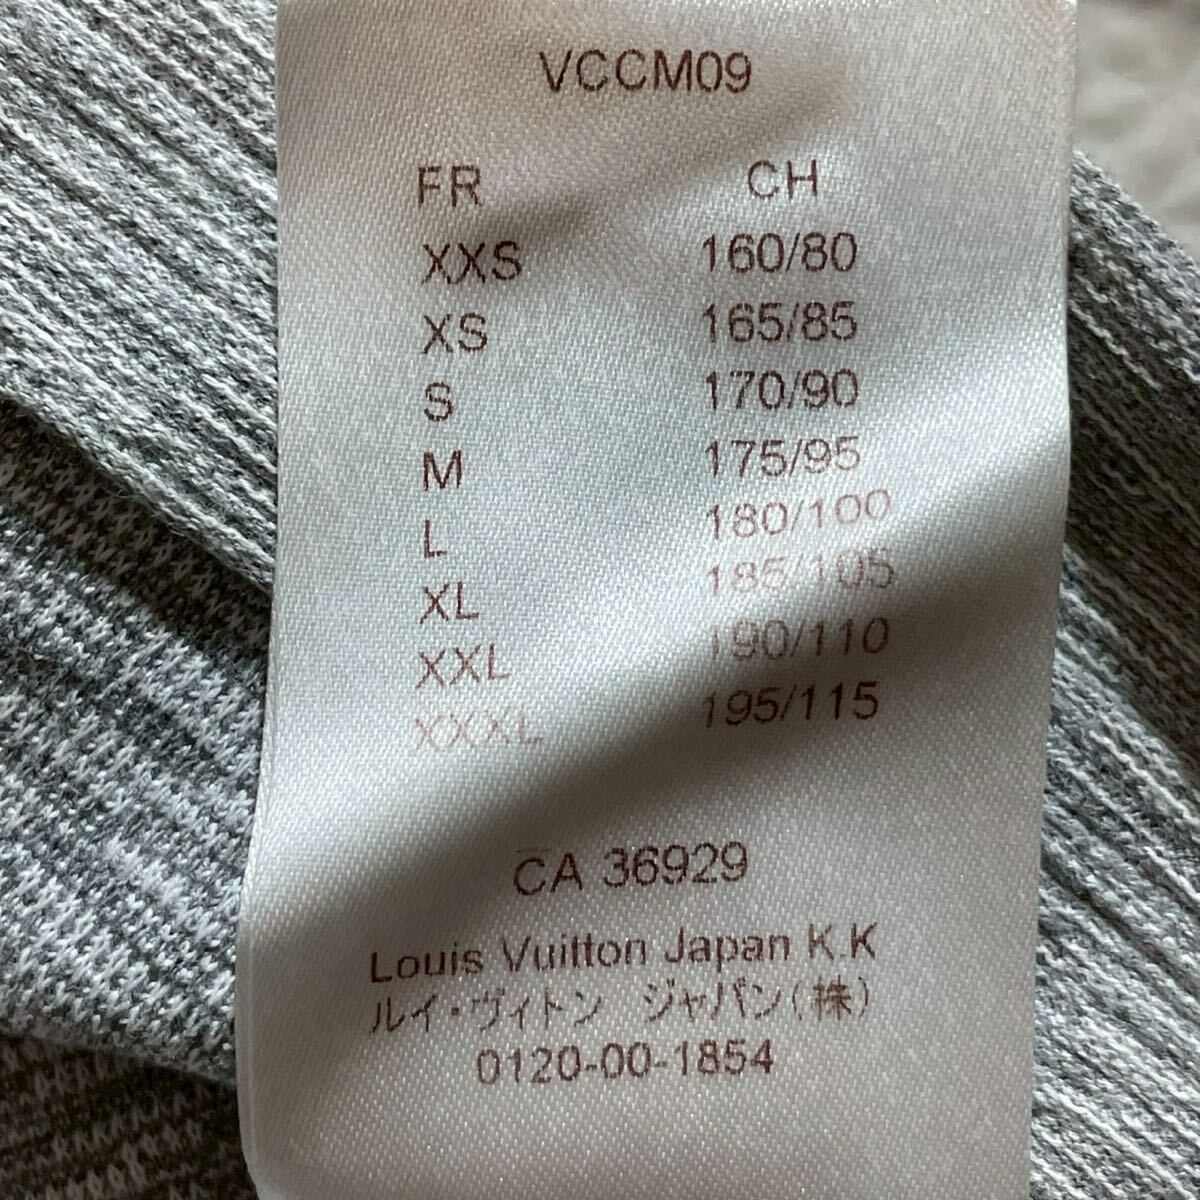 VCCM09
FR CH
XXS 160/80
XS 165/85
S 170/90
M 175/95
L 180/100
XL 185/105
XXL 190/110
XXXL 195/115
CA 36929
Louis Vuitton Japan K.K
ルイ・ヴィトン ジャパン(株)
0120-00-1854